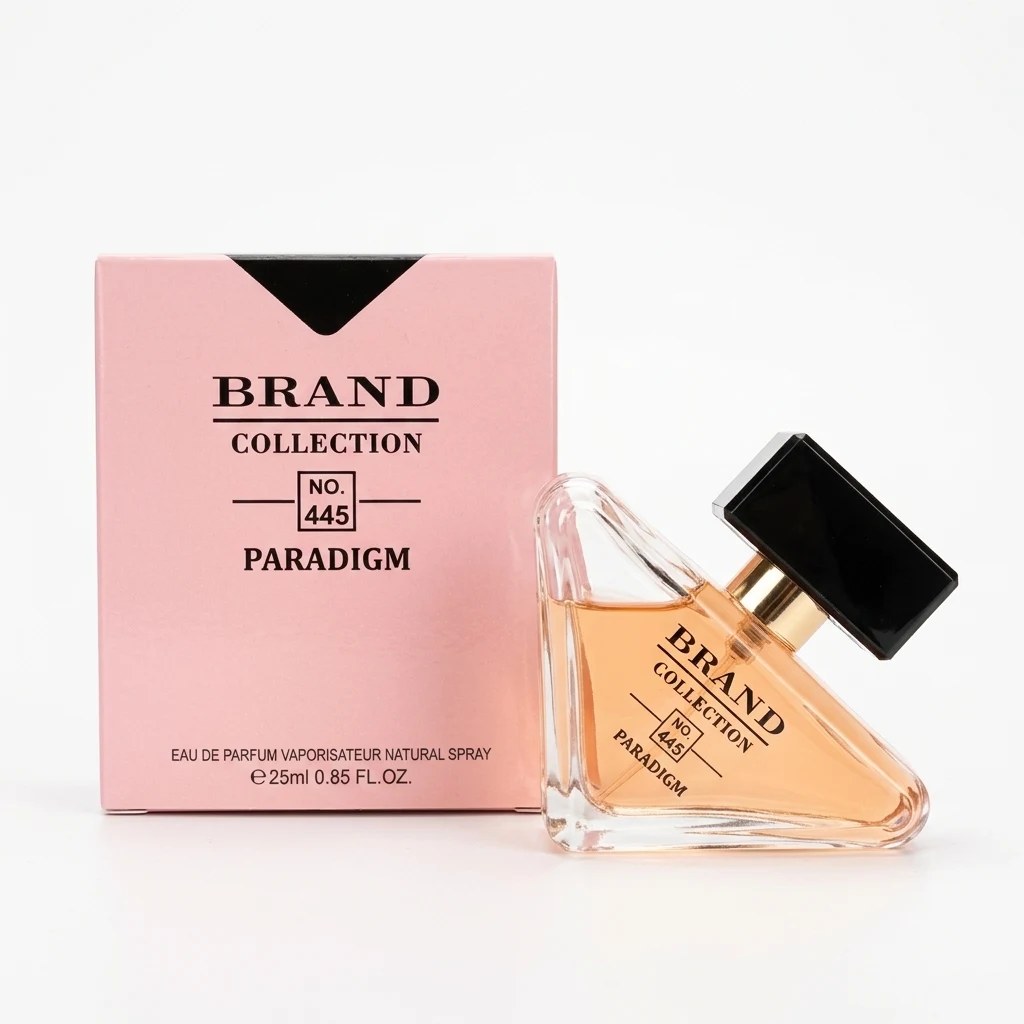 BRAND
COLLECTION
NO.
445
PARADIGM
EAU DE PARFUM VAPORISATEUR NATURAL SPRAY
℮25ml 0.85 FL.OZ.
BRAND
COLLECTION
NO.
445
PARADIGM